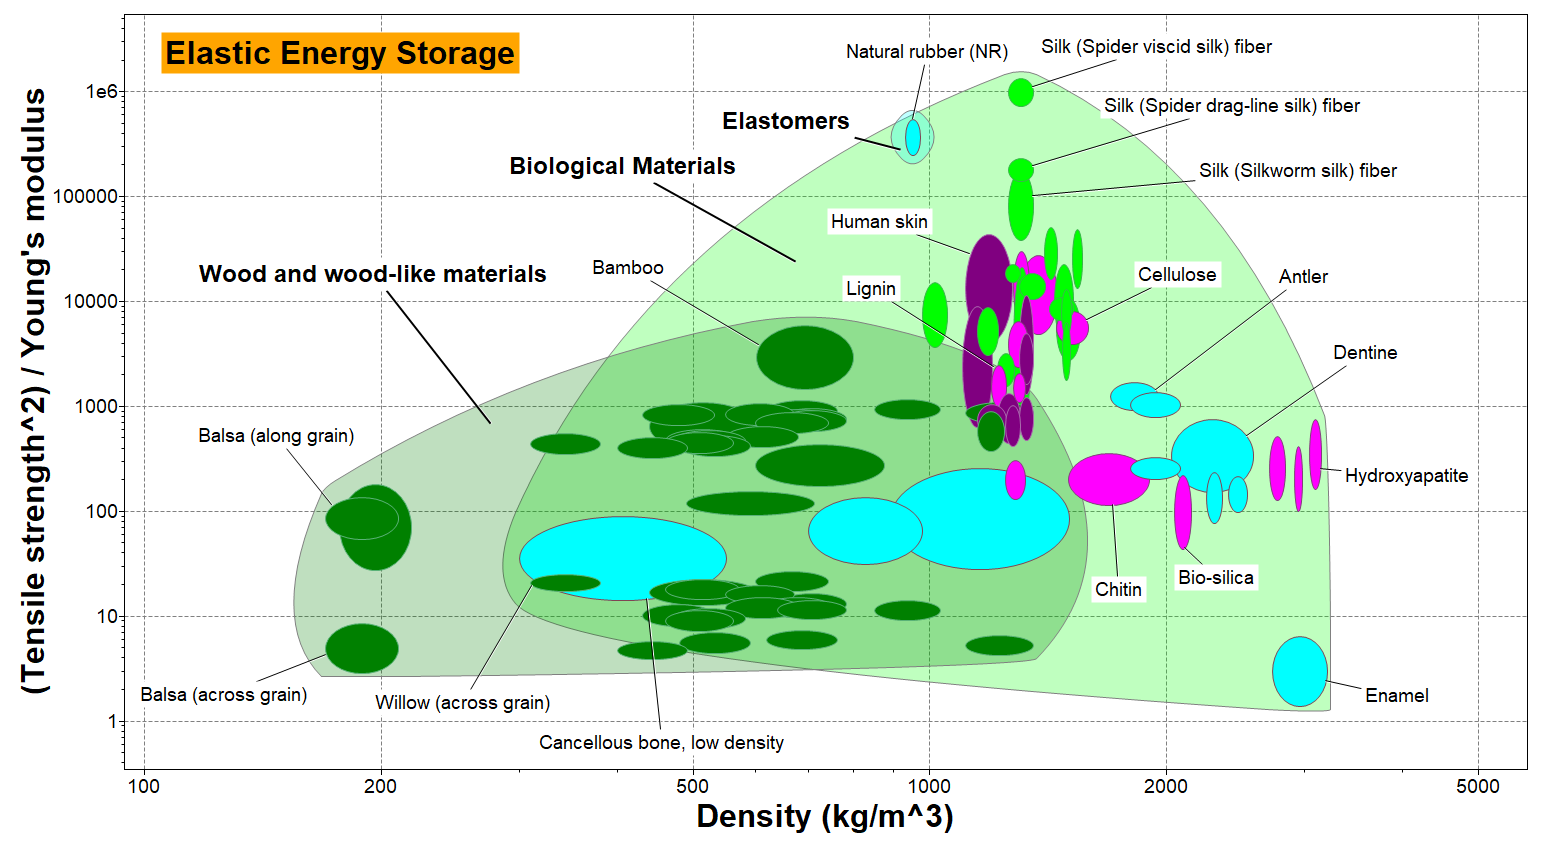 Elastic Energy Storage
Natural rubber (NR)
Silk (Spider viscid silk) fiber
Silk (Spider drag-line silk) fiber
Elastomers
Biological Materials
Silk (Silkworm silk) fiber
Human skin
Wood and wood-like materials
Bamboo
Lignin
Cellulose
Antler
Dentine
Balsa (along grain)
Hydroxyapatite
Chitin
Bio-silica
Balsa (across grain)
Willow (across grain)
Enamel
Cancellous bone, low density
(Tensile strength^2) / Young's modulus
1e6
100000
10000
1000
100
10
1
100 200 500 1000 2000 5000
Density (kg/m^3)